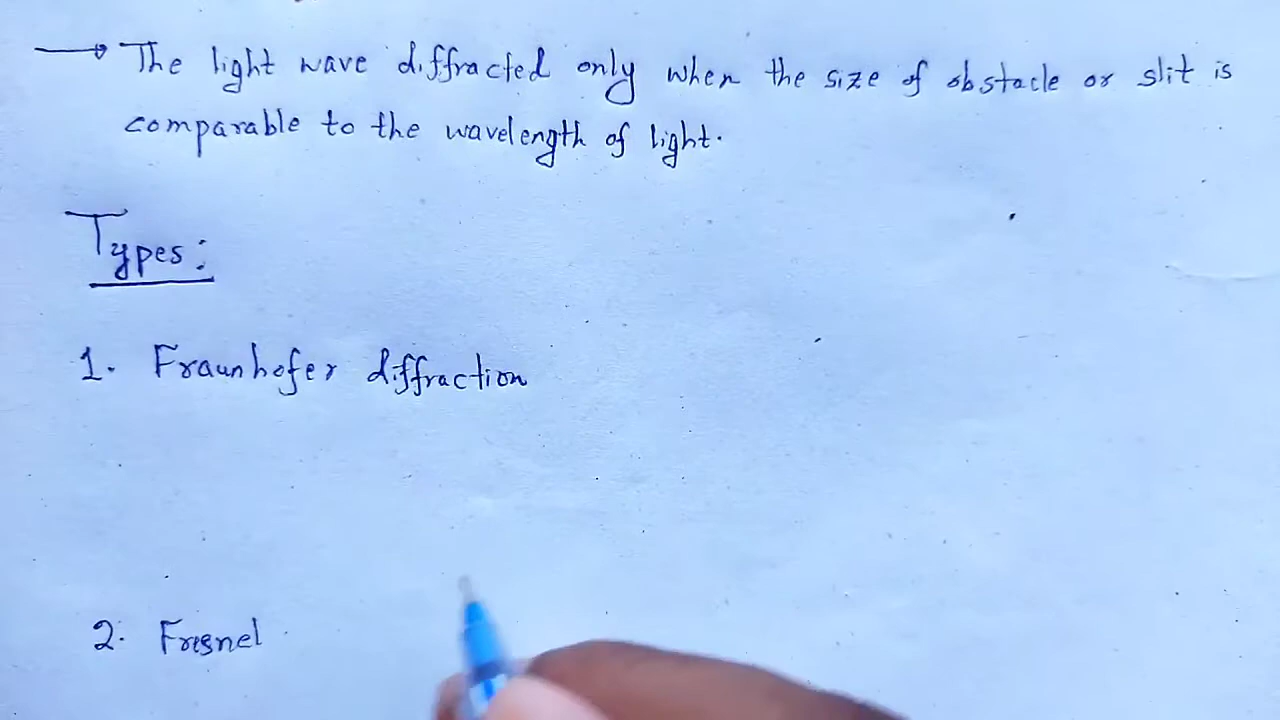 → The light wave diffracted only when the size of obstacle or slit is
comparable to the wavelength of light.
Types:
1. Fraunhofer diffraction
2. Fresnel